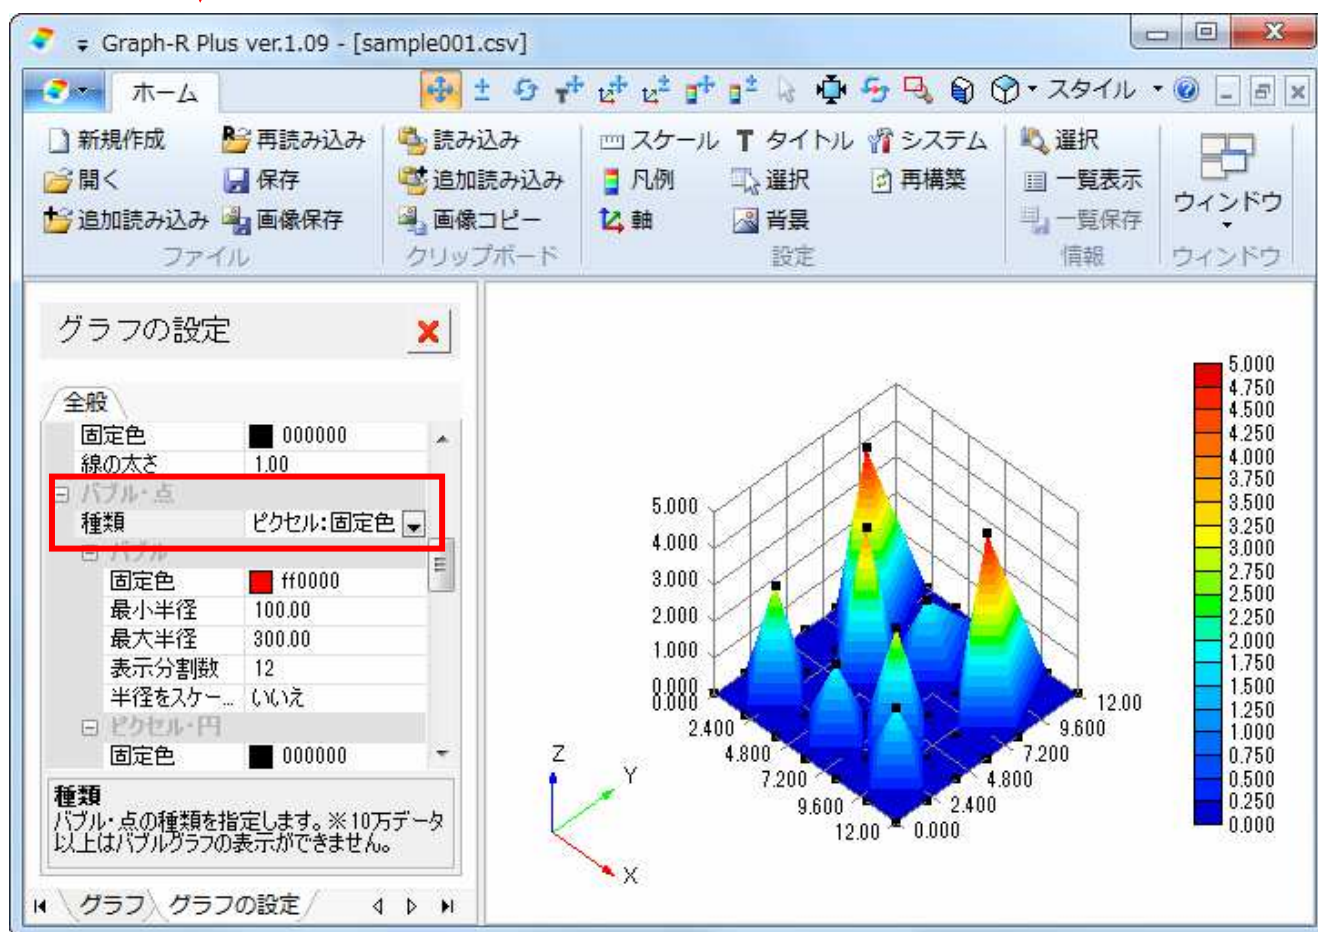 Graph-R Plus ver.1.09 - [sample001.csv]
ホーム
スタイル
新規作成 再読み込み 読み込み スケール タイトル システム 選択
開く 保存 追加読み込み 凡例 選択 再構築 一覧表示
追加読み込み 画像保存 画像コピー 軸 背景 一覧保存
ウィンドウ
ファイル クリップボード 設定 情報 ウィンドウ
グラフの設定
全般
固定色 000000
線の太さ 1.00
バブル・点
種類 ピクセル:固定色
バブル
固定色 ff0000
最小半径 100.00
最大半径 300.00
表示分割数 12
半径をスケー... いいえ
ピクセル・円
固定色 000000
種類
バブル・点の種類を指定します。※10万データ
以上はバブルグラフの表示ができません。
グラフ グラフの設定
5.000
4.000
3.000
2.000
1.000
0.000
0.000
2.400
4.800
7.200
9.600
12.00
0.000
2.400
4.800
7.200
9.600
12.00
Z
Y
X
5.000
4.750
4.500
4.250
4.000
3.750
3.500
3.250
3.000
2.750
2.500
2.250
2.000
1.750
1.500
1.250
1.000
0.750
0.500
0.250
0.000